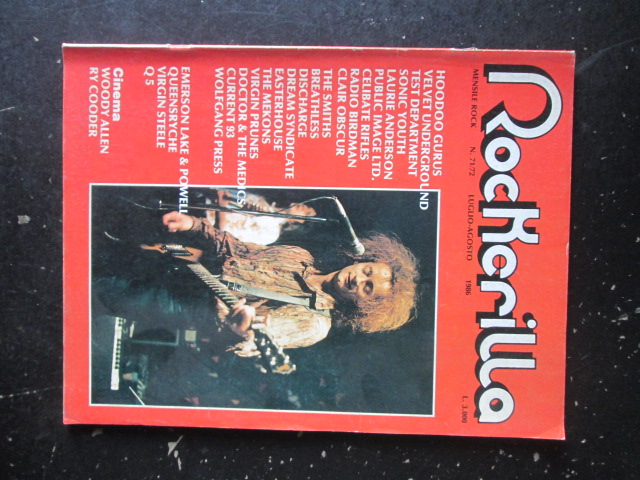 Rockerilla
MENSILE ROCK N. 71/72 LUGLIO-AGOSTO 1986 L. 3.000
HOODOO GURUS
VELVET UNDERGROUND
TEST DEPARTMENT
SONIC YOUTH
LAURIE ANDERSON
PUBLIC IMAGE LTD.
CELIBATE RIFLES
RADIO BIRDMAN
CLAIR OBSCUR
THE SMITHS
BREATHLESS
DISCHARGE
DREAM SYNDICATE
EASTERHOUSE
THE MEKONS
VIRGIN PRUNES
DOCTOR & THE MEDICS
CURRENT 93
WOLFGANG PRESS
EMERSON LAKE & POWELL
QUEENSRYCHE
VIRGIN STEELE
Q 5
Cinema
WOODY ALLEN
RY COODER